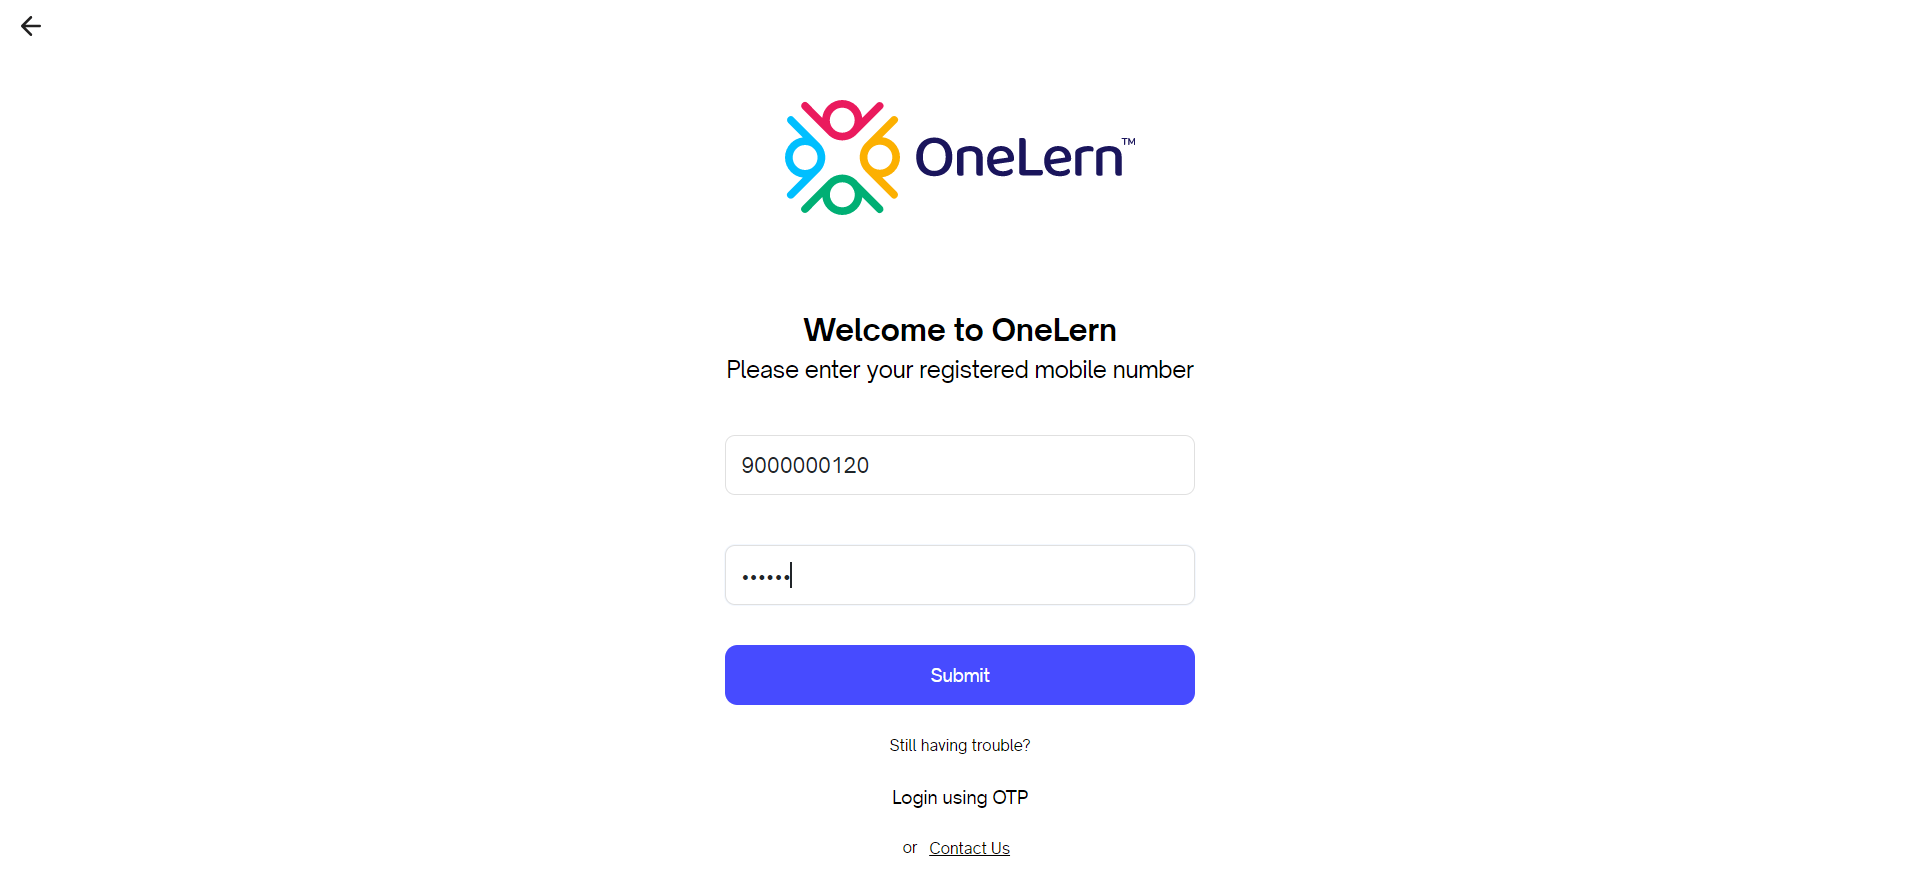 OneLern™
Welcome to OneLern
Please enter your registered mobile number
9000000120
••••••
Submit
Still having trouble?
Login using OTP
or Contact Us